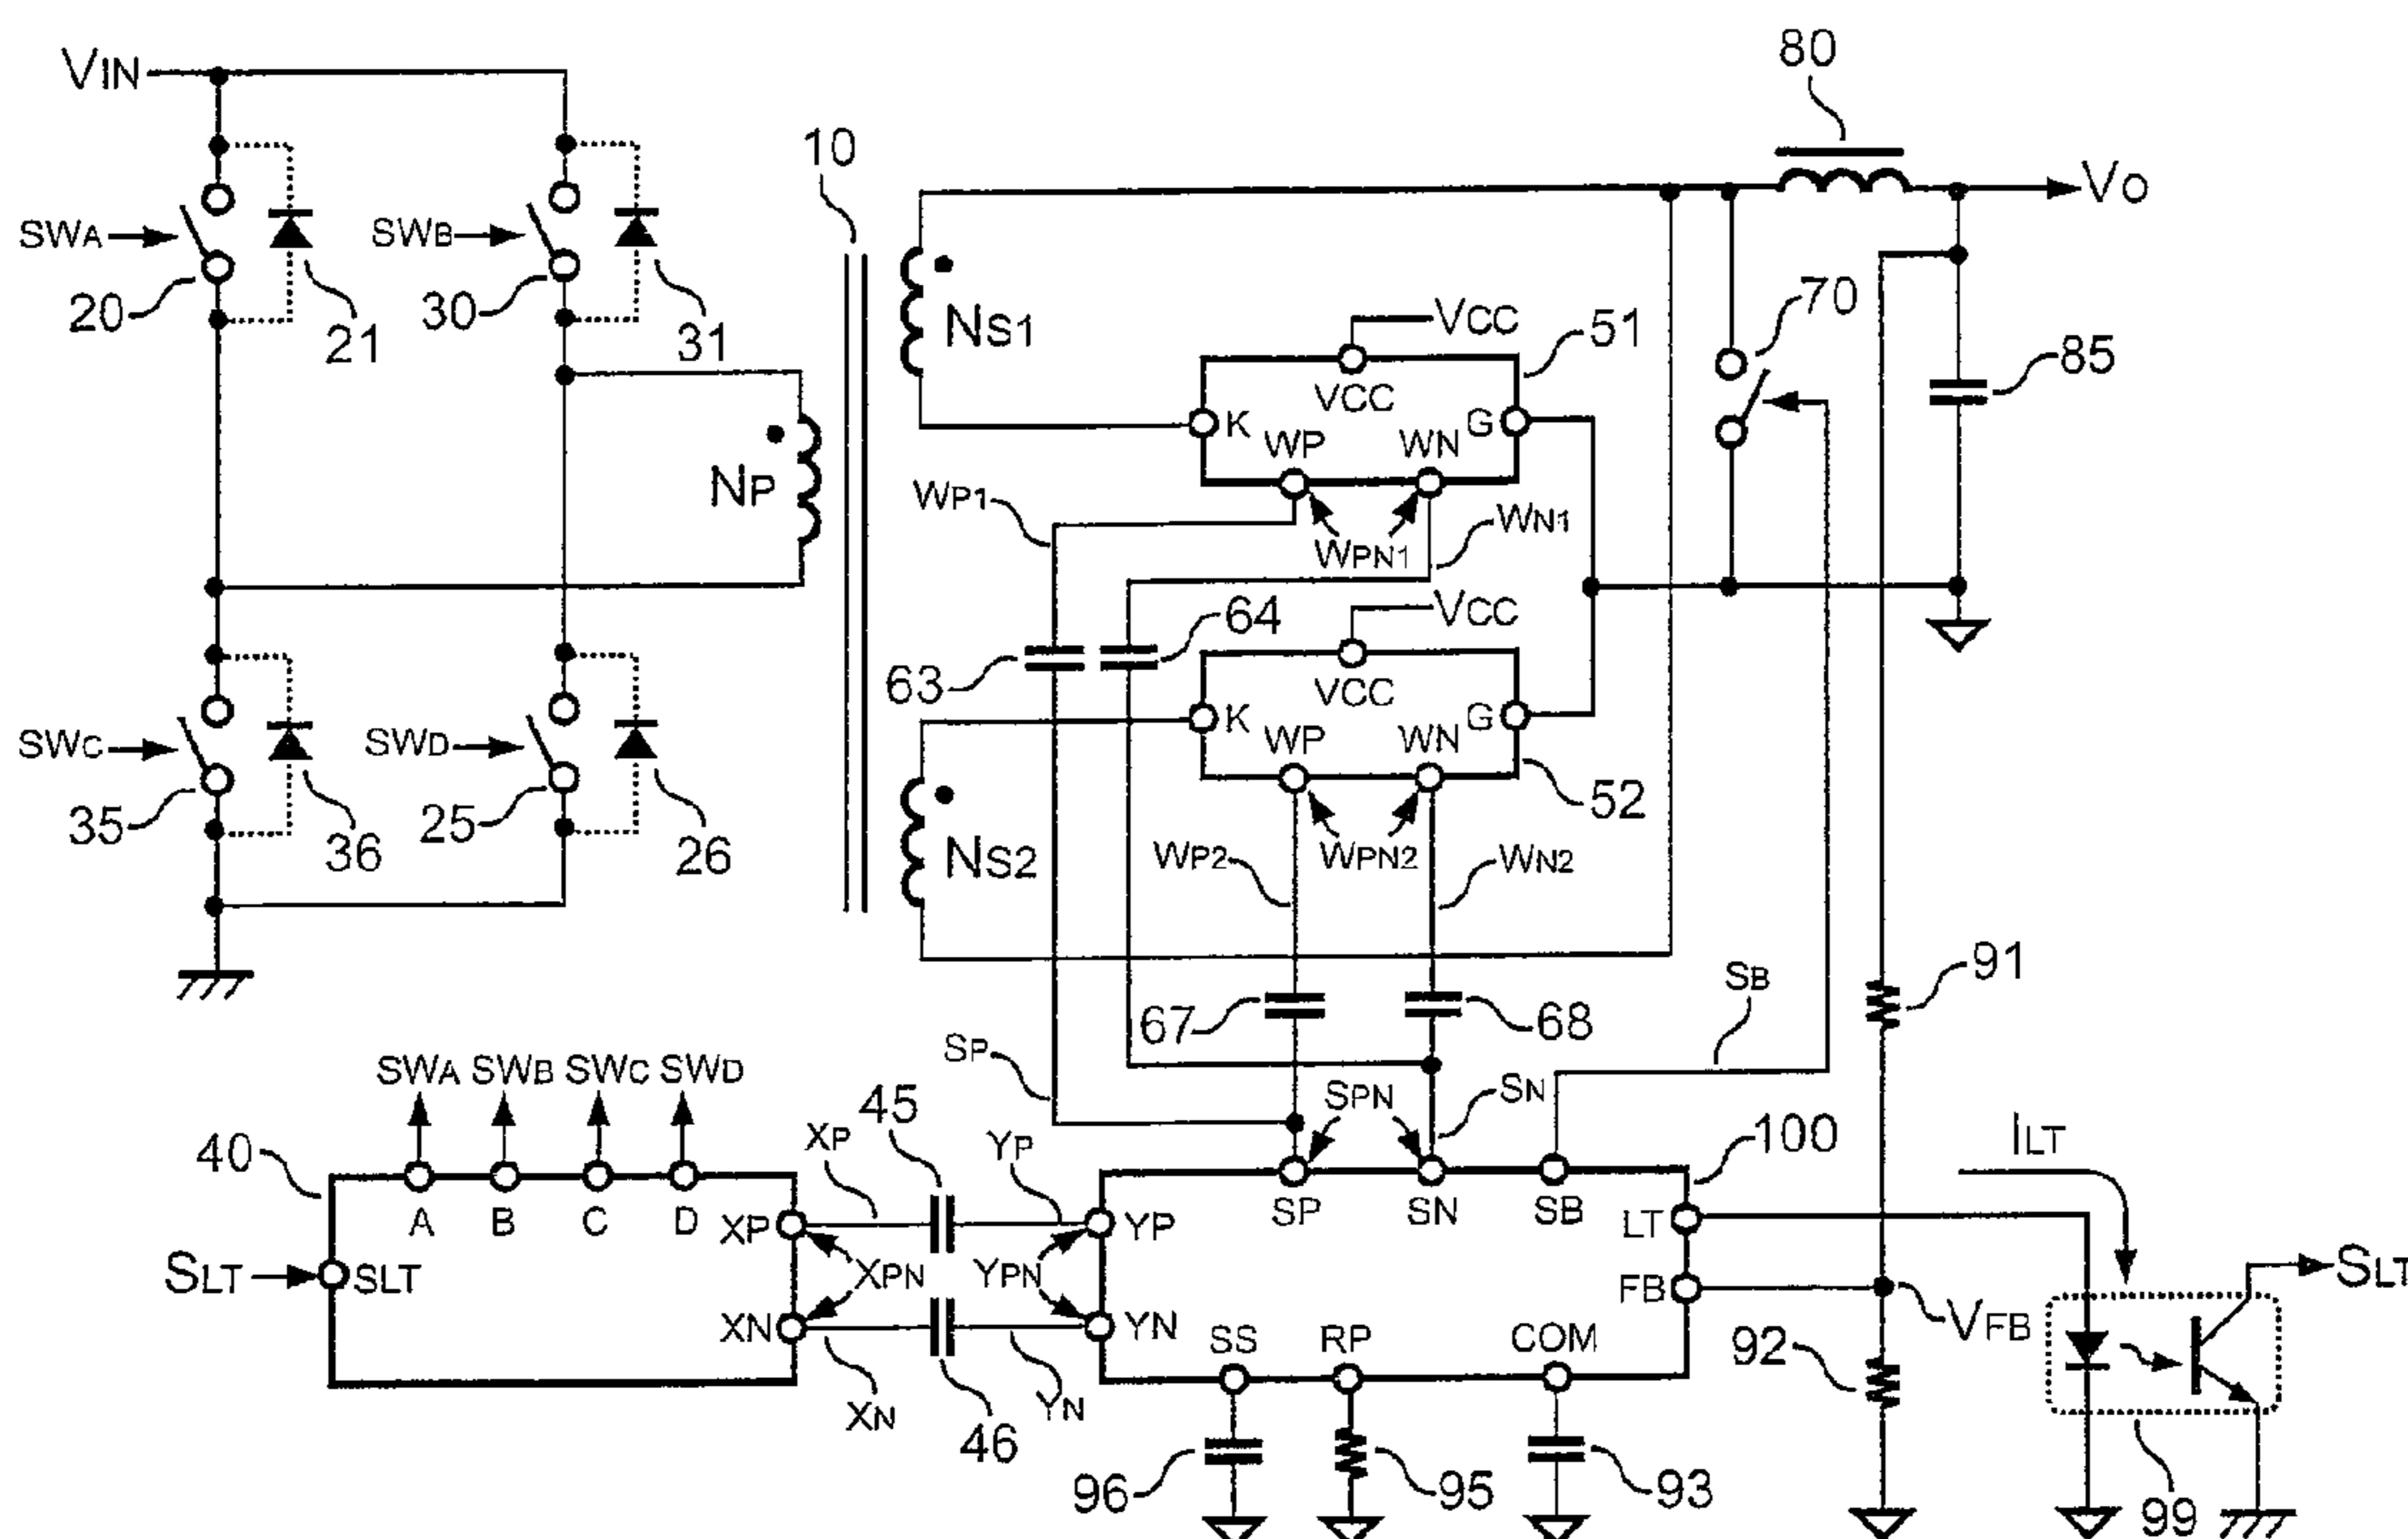 80
VIN
10
VO
SWA
SWB
70
20
21
30
31
NS1
VCC
51
85
VCC
K
G
WP
WN
NP
WP1
WN1
WPN1
VCC
64
63
VCC
K
G
WP
WN
SWC
SWD
52
35
36
25
26
NS2
WP2
WPN2
WN2
91
SB
67
68
SP
SWA SWB SWC SWD
45
SPN
SN
ILT
40
XP
YP
100
A
B
C
D
XP
YP
SP
SN
SB
LT
SLT
SLT
XPN
YPN
FB
SLT
XN
YN
SS
RP
COM
VFB
92
XN
46
YN
96
95
93
99